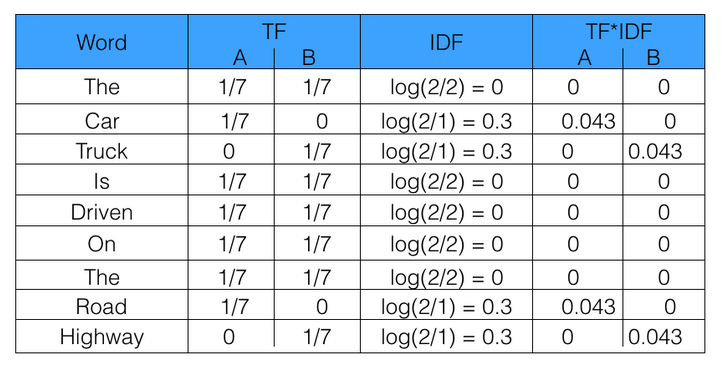 Word TF IDF TF*IDF
A B A B
The 1/7 1/7 log(2/2) = 0 0 0
Car 1/7 0 log(2/1) = 0.3 0.043 0
Truck 0 1/7 log(2/1) = 0.3 0 0.043
Is 1/7 1/7 log(2/2) = 0 0 0
Driven 1/7 1/7 log(2/2) = 0 0 0
On 1/7 1/7 log(2/2) = 0 0 0
The 1/7 1/7 log(2/2) = 0 0 0
Road 1/7 0 log(2/1) = 0.3 0.043 0
Highway 0 1/7 log(2/1) = 0.3 0 0.043